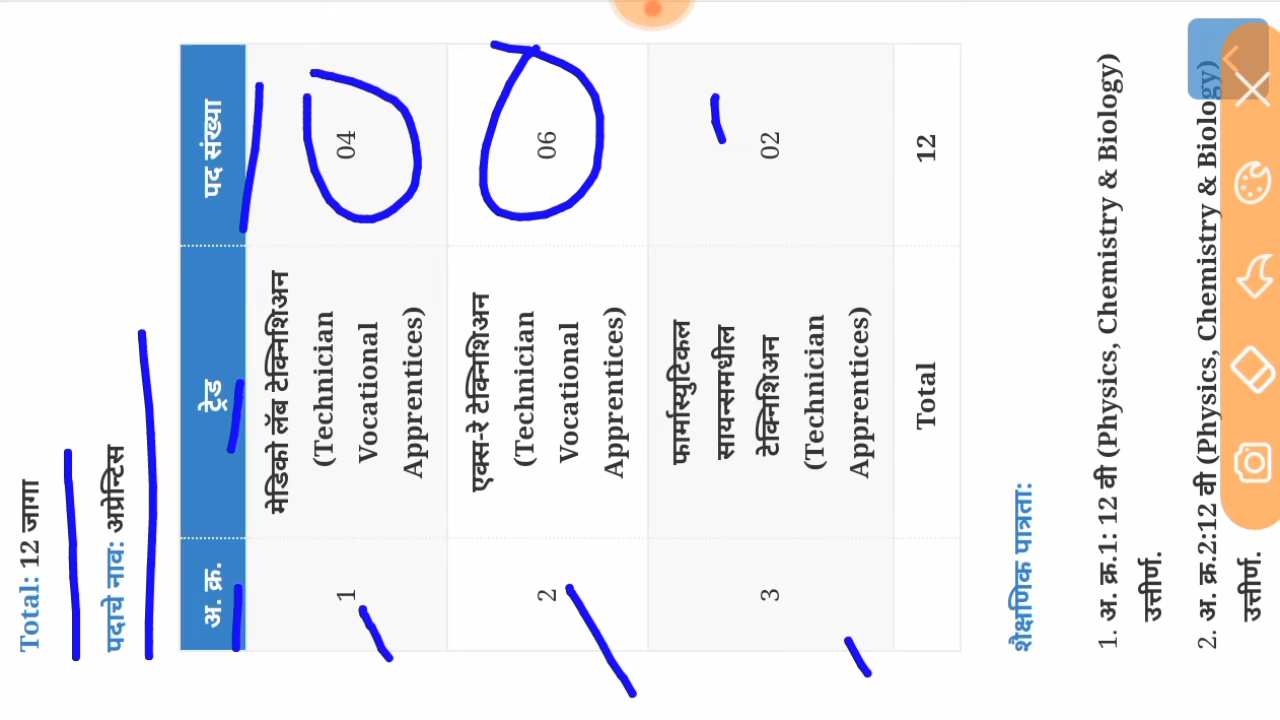 Total: 12 जागा
पदाचे नाव: अप्रेन्टिस
अ. क्र. ट्रेड पद संख्या
1 मेडिको लॅब टेक्निशिअन (Technician Vocational Apprentices) 04
2 एक्स-रे टेक्निशिअन (Technician Vocational Apprentices) 06
3 फार्मास्युटिकल सायन्समधील टेक्निशिअन (Technician Apprentices) 02
Total 12
शैक्षणिक पात्रता:
1. अ. क्र.1: 12 वी (Physics, Chemistry & Biology)
उत्तीर्ण.
2. अ. क्र.2:12 वी (Physics, Chemistry & Biology)
उत्तीर्ण.